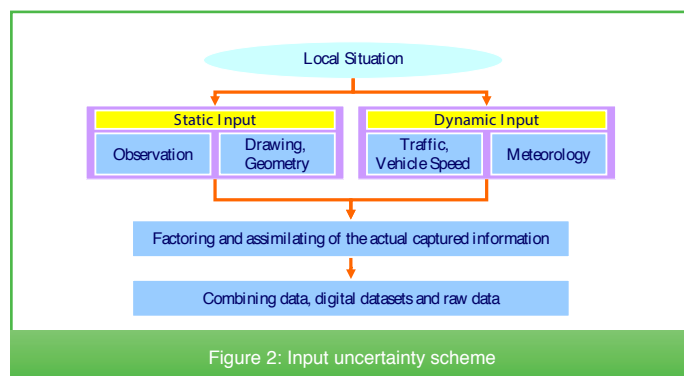 Local Situation
Static Input
Dynamic Input
Observation
Drawing,
Geometry
Traffic,
Vehicle Speed
Meteorology
Factoring and assimilating of the actual captured information
Combining data, digital datasets and raw data
Figure 2: Input uncertainty scheme